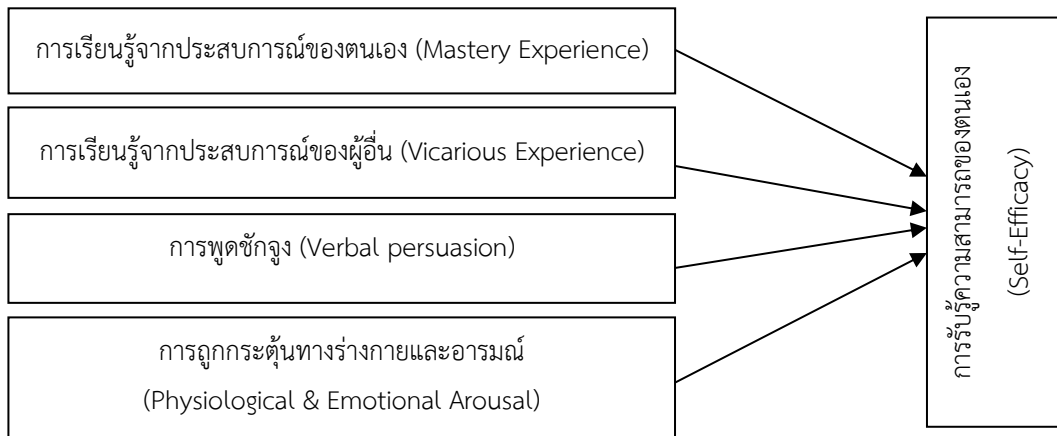 การเรียนรู้จากประสบการณ์ของตนเอง (Mastery Experience)
การเรียนรู้จากประสบการณ์ของผู้อื่น (Vicarious Experience)
การพูดชักจูง (Verbal persuasion)
การถูกกระตุ้นทางร่างกายและอารมณ์
(Physiological & Emotional Arousal)
การรับรู้ความสามารถของตนเอง
(Self-Efficacy)